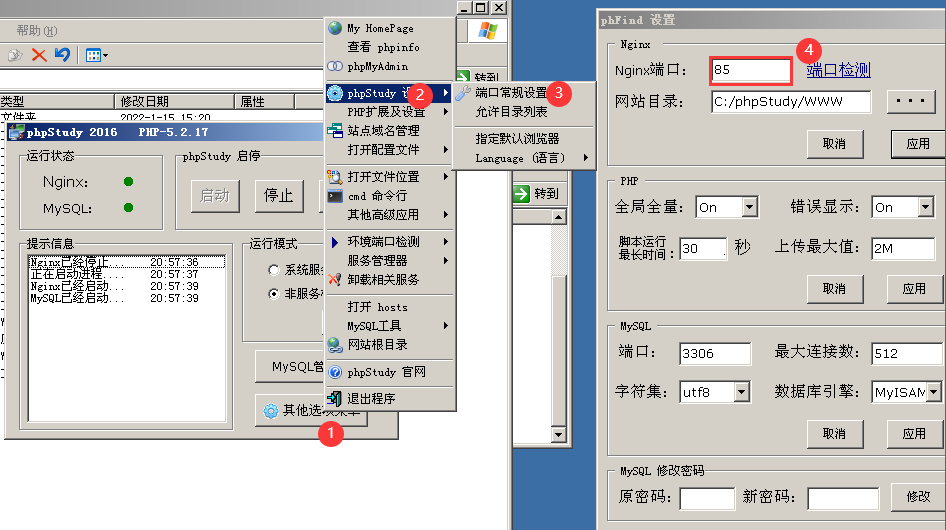 帮助(H)
转到
类型
修改日期
属性
文件夹
2022-1-15 15:20
phpStudy 2016 PHP-5.2.17
运行状态
Nginx:
MySQL:
phpStudy 启停
启动
停止
提示信息
Nginx已经停止... 20:57:36
正在启动进程.... 20:57:37
Nginx已经启动... 20:57:39
MySQL已经启动... 20:57:39
运行模式
系统服
非服务
MySQL管
其他选项菜单
1
My HomePage
查看 phpinfo
phpMyAdmin
phpStudy 设
2
PHP扩展及设置
站点域名管理
打开配置文件
打开文件位置
cmd 命令行
其他高级应用
环境端口检测
服务管理器
卸载相关服务
打开 hosts
MySQL工具
网站根目录
phpStudy 官网
退出程序
端口常规设置
3
允许目录列表
指定默认浏览器
Language (语言)
转到
phFind 设置
Nginx
4
Nginx端口:
85
端口检测
网站目录:
C:/phpStudy/WWW
...
取消
应用
PHP
全局全量:
On
错误显示:
On
脚本运行
最长时间:
30
秒
上传最大值:
2M
取消
应用
MySQL
端口:
3306
最大连接数:
512
字符集:
utf8
数据库引擎:
MyISAM
取消
应用
MySQL 修改密码
原密码:
新密码:
修改